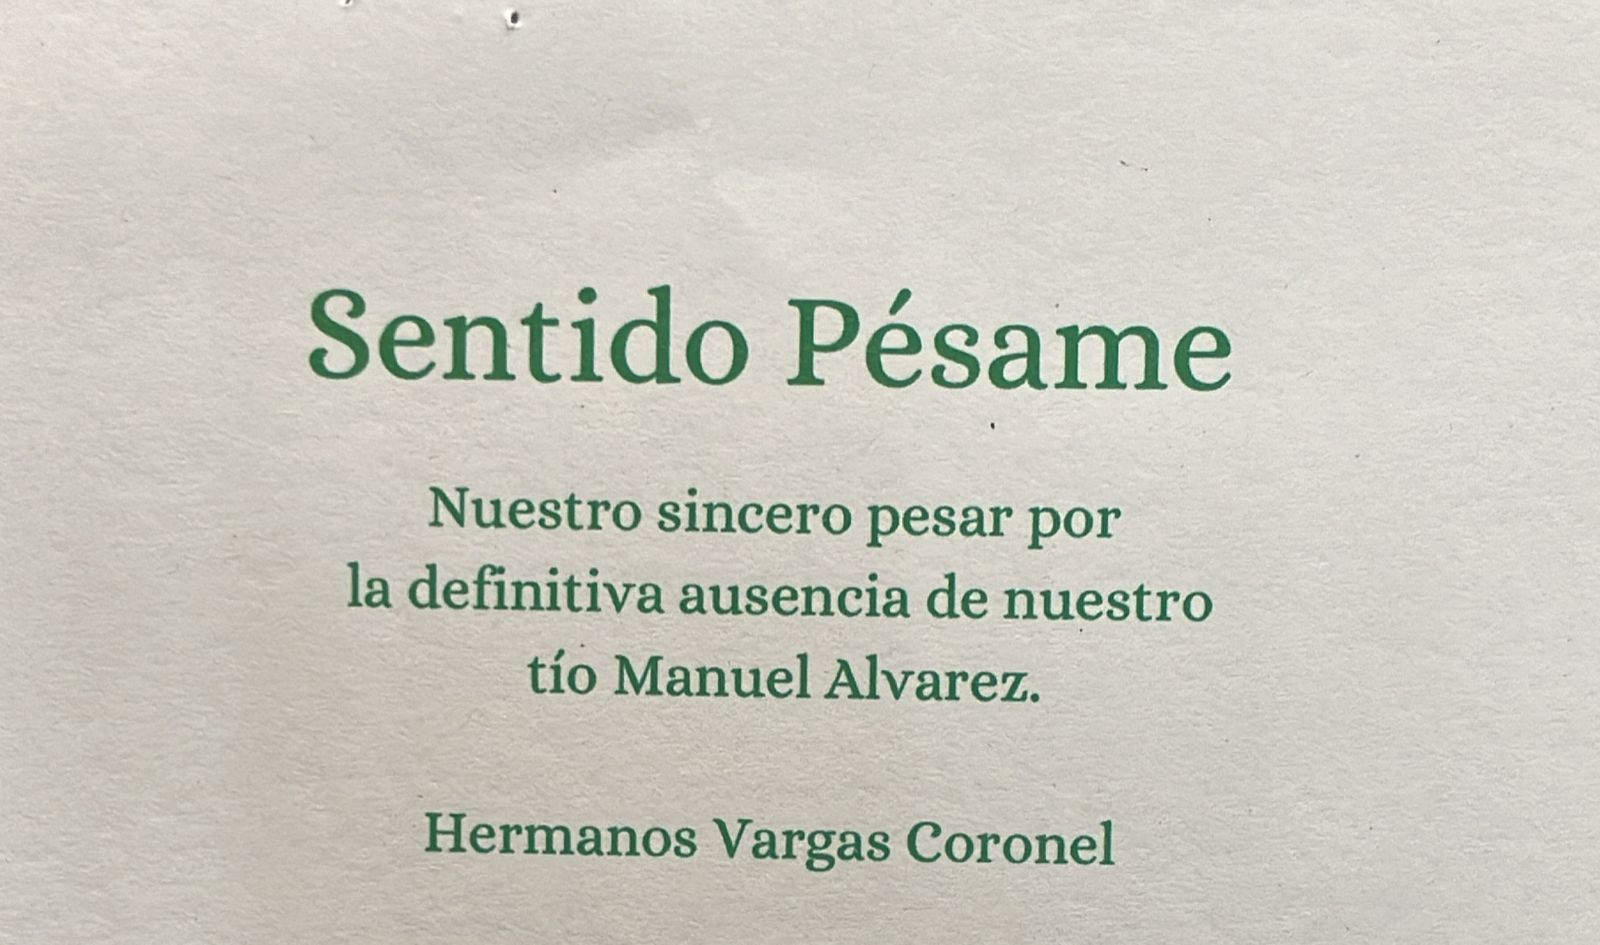 Sentido Pésame
Nuestro sincero pesar por
la definitiva ausencia de nuestro
tío Manuel Alvarez.
Hermanos Vargas Coronel